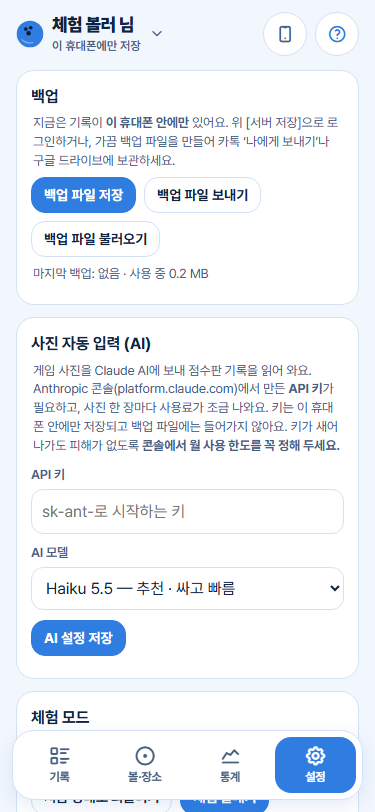 체험 볼러 님
이 휴대폰에만 저장
백업
지금은 기록이 이 휴대폰 안에만 있어요. 위 [서버 저장]으로 로
그인하거나, 가끔 백업 파일을 만들어 카톡 ‘나에게 보내기’나
구글 드라이브에 보관하세요.
백업 파일 저장
백업 파일 보내기
백업 파일 불러오기
마지막 백업: 없음 · 사용 중 0.2 MB
사진 자동 입력 (AI)
게임 사진을 Claude AI에 보내 점수판 기록을 읽어 와요.
Anthropic 콘솔(platform.claude.com)에서 만든 API 키가
필요하고, 사진 한 장마다 사용료가 조금 나와요. 키는 이 휴대
폰 안에만 저장되고 백업 파일에는 들어가지 않아요. 키가 새어
나가도 피해가 없도록 콘솔에서 월 사용 한도를 꼭 정해 두세요.
API 키
sk-ant-로 시작하는 키
AI 모델
Haiku 5.5 — 추천 · 싸고 빠름
AI 설정 저장
체험 모드
기록
볼·장소
통계
설정